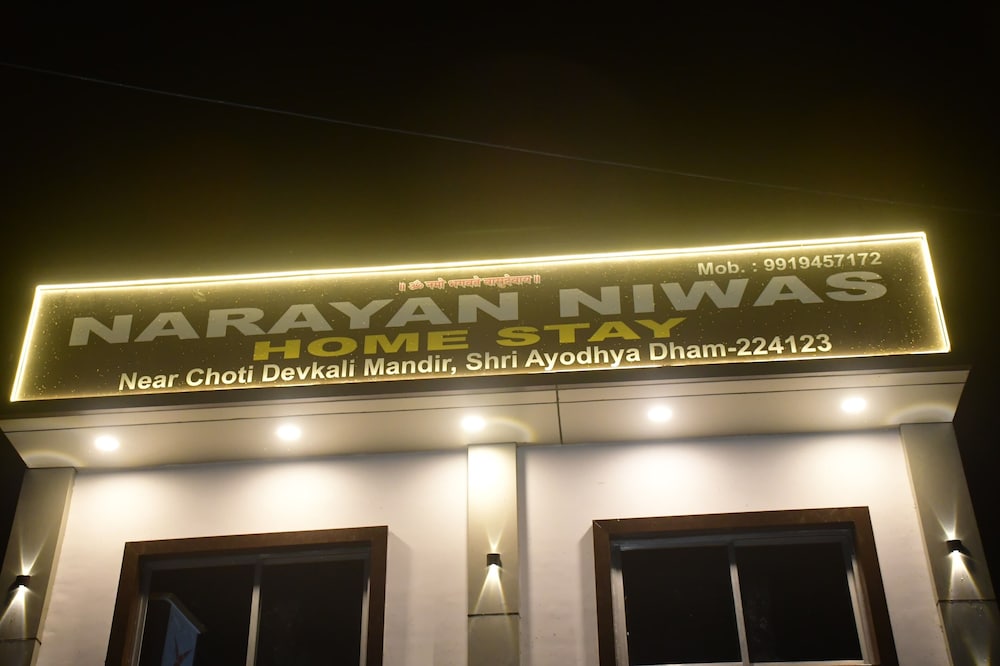 Mob. : 9919457172
॥ ॐ नमो भगवते वासुदेवाय ॥
NARAYAN NIWAS
HOME STAY
Near Choti Devkali Mandir, Shri Ayodhya Dham-224123